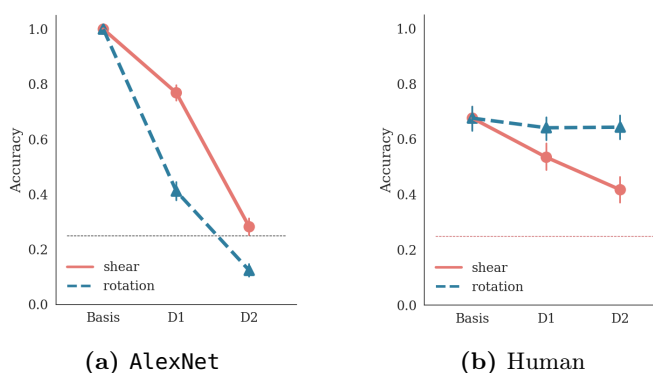 1.0
0.8
0.6
0.4
0.2
0.0
Accuracy
shear
rotation
Basis D1 D2
(a) AlexNet
1.0
0.8
0.6
0.4
0.2
0.0
Accuracy
shear
rotation
Basis D1 D2
(b) Human